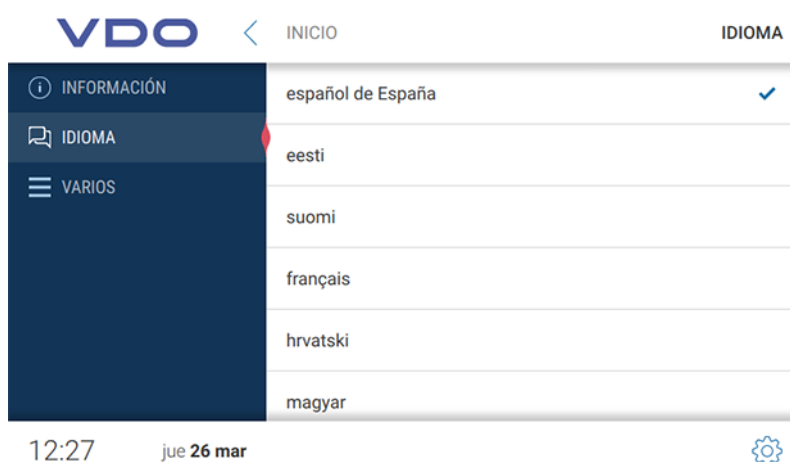 VDO
INICIO
IDIOMA
INFORMACIÓN
IDIOMA
VARIOS
español de España
eesti
suomi
français
hrvatski
magyar
12:27
jue 26 mar